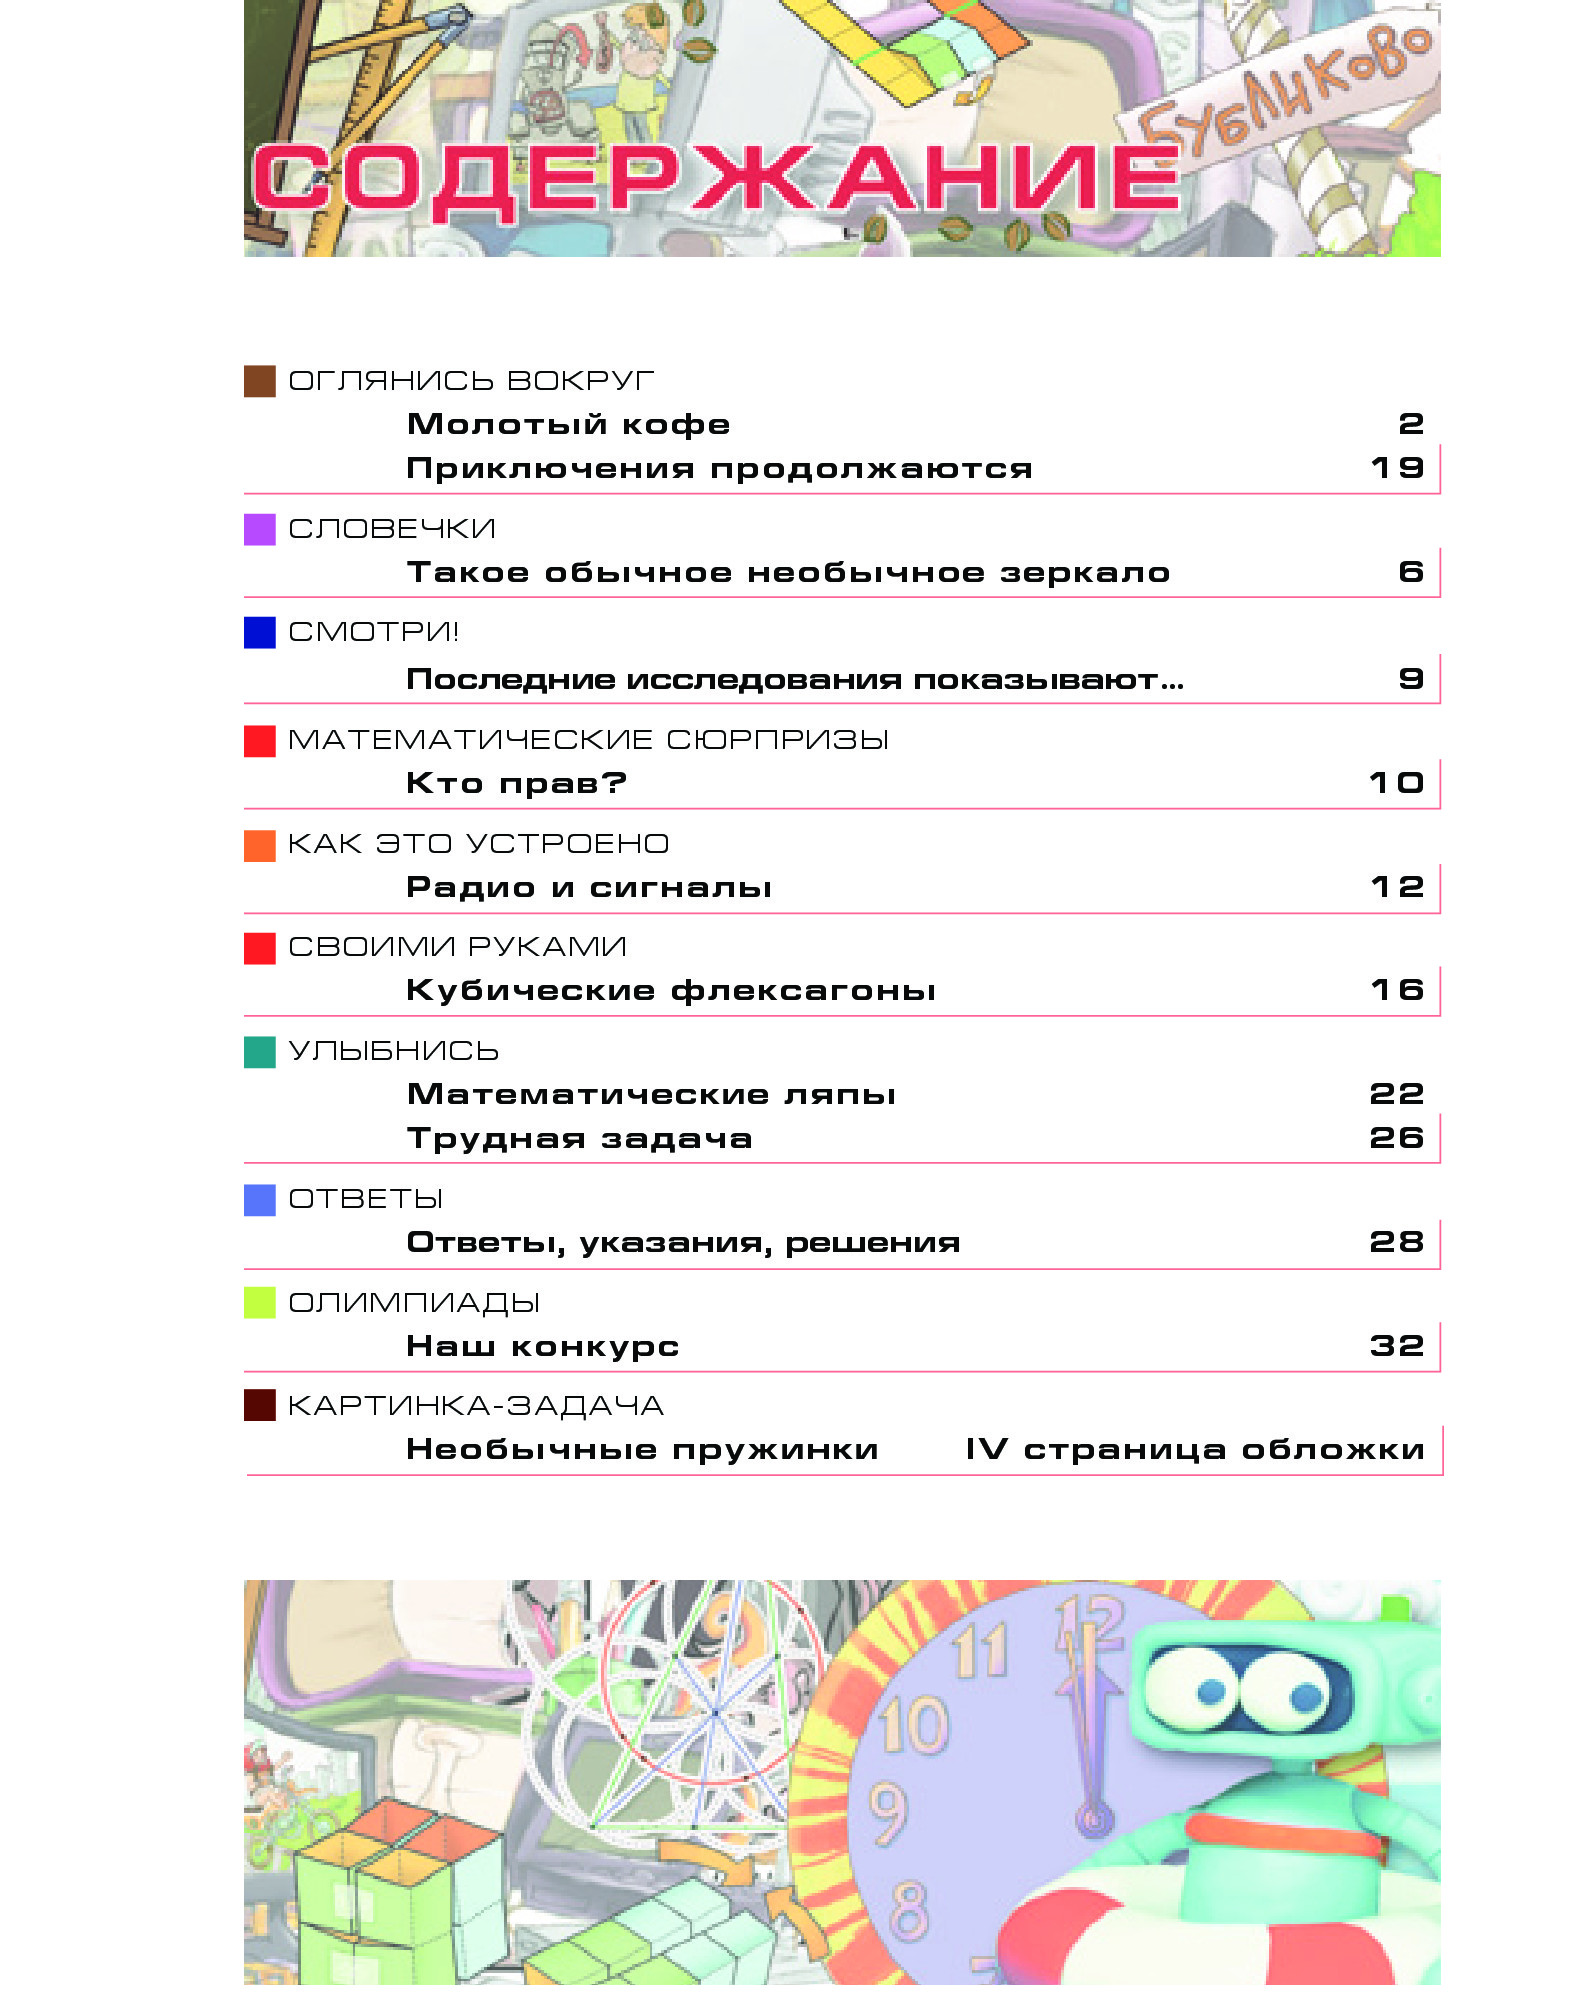 БУБЛИКОВО
СОДЕРЖАНИЕ
ОГЛЯНИСЬ ВОКРУГ
Молотый кофе 2
Приключения продолжаются 19
СЛОВЕЧКИ
Такое обычное необычное зеркало 6
СМОТРИ!
Последние исследования показывают... 9
МАТЕМАТИЧЕСКИЕ СЮРПРИЗЫ
Кто прав? 10
КАК ЭТО УСТРОЕНО
Радио и сигналы 12
СВОИМИ РУКАМИ
Кубические флексагоны 16
УЛЫБНИСЬ
Математические ляпы 22
Трудная задача 26
ОТВЕТЫ
Ответы, указания, решения 28
ОЛИМПИАДЫ
Наш конкурс 32
КАРТИНКА-ЗАДАЧА
Необычные пружинки IV страница обложки
12
11
10
9
8
7